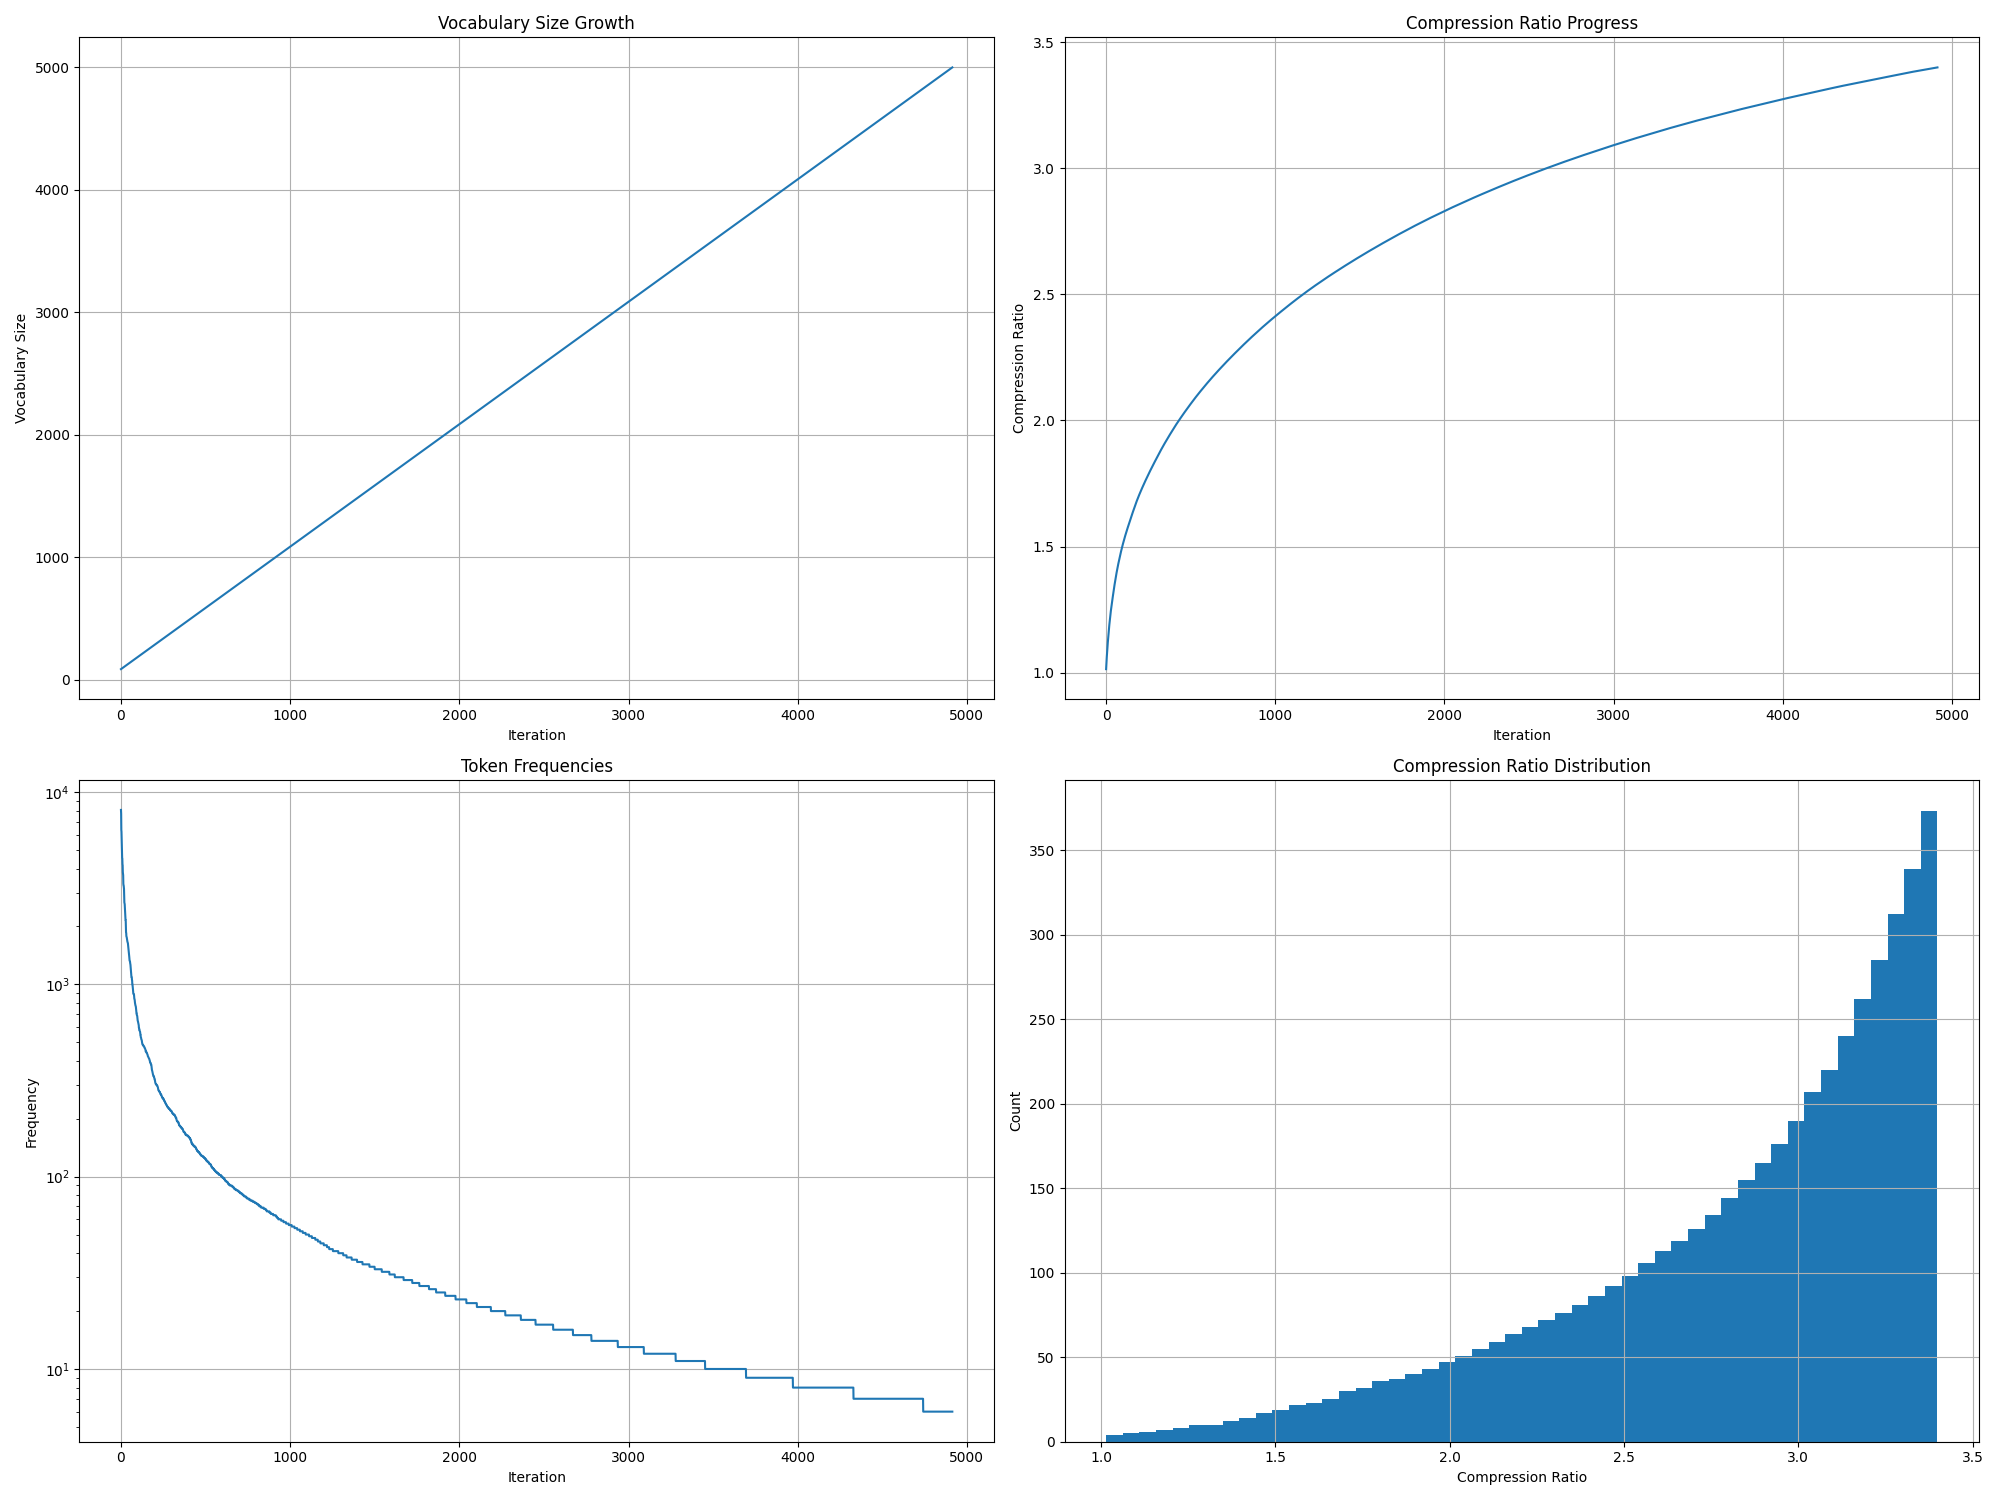 Vocabulary Size Growth
Vocabulary Size
5000
4000
3000
2000
1000
0
0 1000 2000 3000 4000 5000
Iteration
Compression Ratio Progress
Compression Ratio
3.5
3.0
2.5
2.0
1.5
1.0
0 1000 2000 3000 4000 5000
Iteration
Token Frequencies
Frequency
10⁴
10³
10²
10¹
0 1000 2000 3000 4000 5000
Iteration
Compression Ratio Distribution
Count
350
300
250
200
150
100
50
0
1.0 1.5 2.0 2.5 3.0 3.5
Compression Ratio